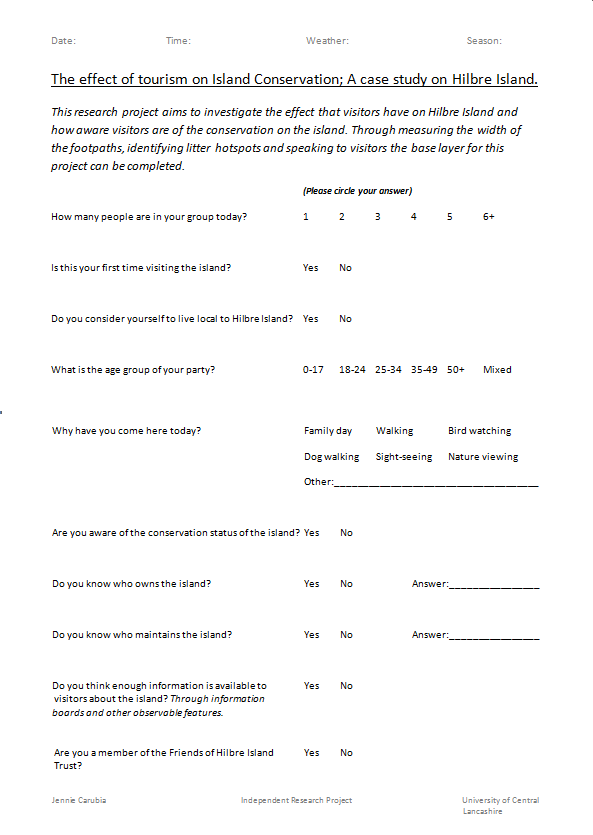 Date: Time: Weather: Season:
The effect of tourism on Island Conservation; A case study on Hilbre Island.
This research project aims to investigate the effect that visitors have on Hilbre Island and
how aware visitors are of the conservation on the island. Through measuring the width of
the footpaths, identifying litter hotspots and speaking to visitors the base layer for this
project can be completed.
(Please circle your answer)
How many people are in your group today? 1 2 3 4 5 6+
Is this your first time visiting the island? Yes No
Do you consider yourself to live local to Hilbre Island? Yes No
What is the age group of your party? 0-17 18-24 25-34 35-49 50+ Mixed
Why have you come here today? Family day Walking Bird watching
Dog walking Sight-seeing Nature viewing
Other:________________________________
Are you aware of the conservation status of the island? Yes No
Do you know who owns the island? Yes No Answer:______________
Do you know who maintains the island? Yes No Answer:______________
Do you think enough information is available to Yes No
visitors about the island? Through information
boards and other observable features.
Are you a member of the Friends of Hilbre Island Yes No
Trust?
Jennie Carubia Independent Research Project University of Central
Lancashire